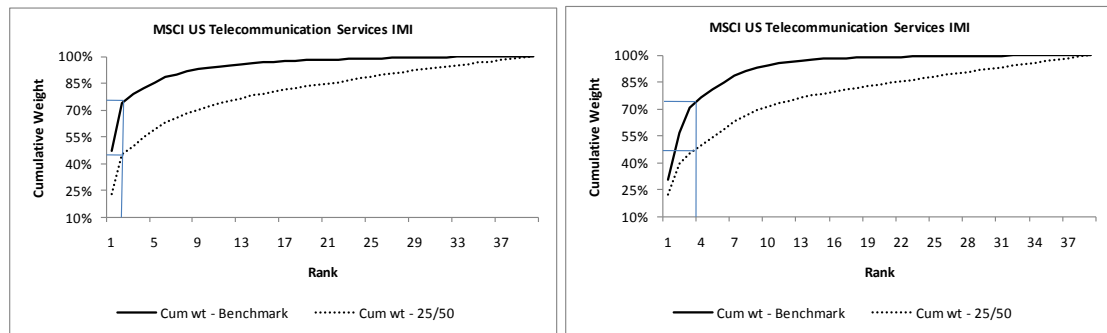 MSCI US Telecommunication Services IMI
100%
85%
70%
55%
40%
25%
10%
Cumulative Weight
1 5 9 13 17 21 25 29 33 37
Rank
Cum wt - Benchmark Cum wt - 25/50
MSCI US Telecommunication Services IMI
100%
85%
70%
55%
40%
25%
10%
Cumulative Weight
1 4 7 10 13 16 19 22 25 28 31 34 37
Rank
Cum wt - Benchmark Cum wt - 25/50